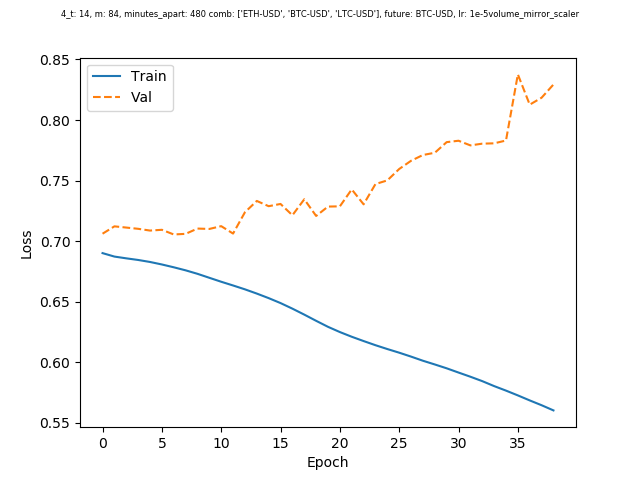 4_t: 14, m: 84, minutes_apart: 480 comb: ['ETH-USD', 'BTC-USD', 'LTC-USD'], future: BTC-USD, lr: 1e-5volume_mirror_scaler
Train
Val
0.85
0.80
0.75
0.70
0.65
0.60
0.55
Loss
0 5 10 15 20 25 30 35
Epoch